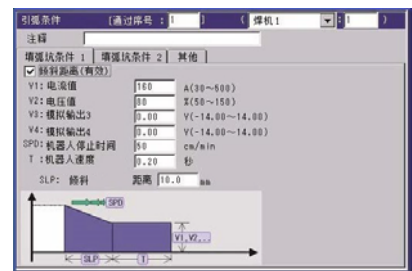 引弧条件 [通过序号 : 1 ] ( 焊机1 : 1 )
注释
填弧坑条件 1 填弧坑条件 2 其他
倾斜距离(有效)
V1: 电流值 160 A(30~500)
V2: 电压值 80 %(50~150)
V3: 模拟输出3 0.00 V(-14.00~14.00)
V4: 模拟输出4 0.00 V(-14.00~14.00)
SPD: 机器人停止时间 50 cm/min
T : 机器人速度 0.20 秒
SLP: 倾斜 距离 10.0 mm
SPD
V1,V2,..
SLP T